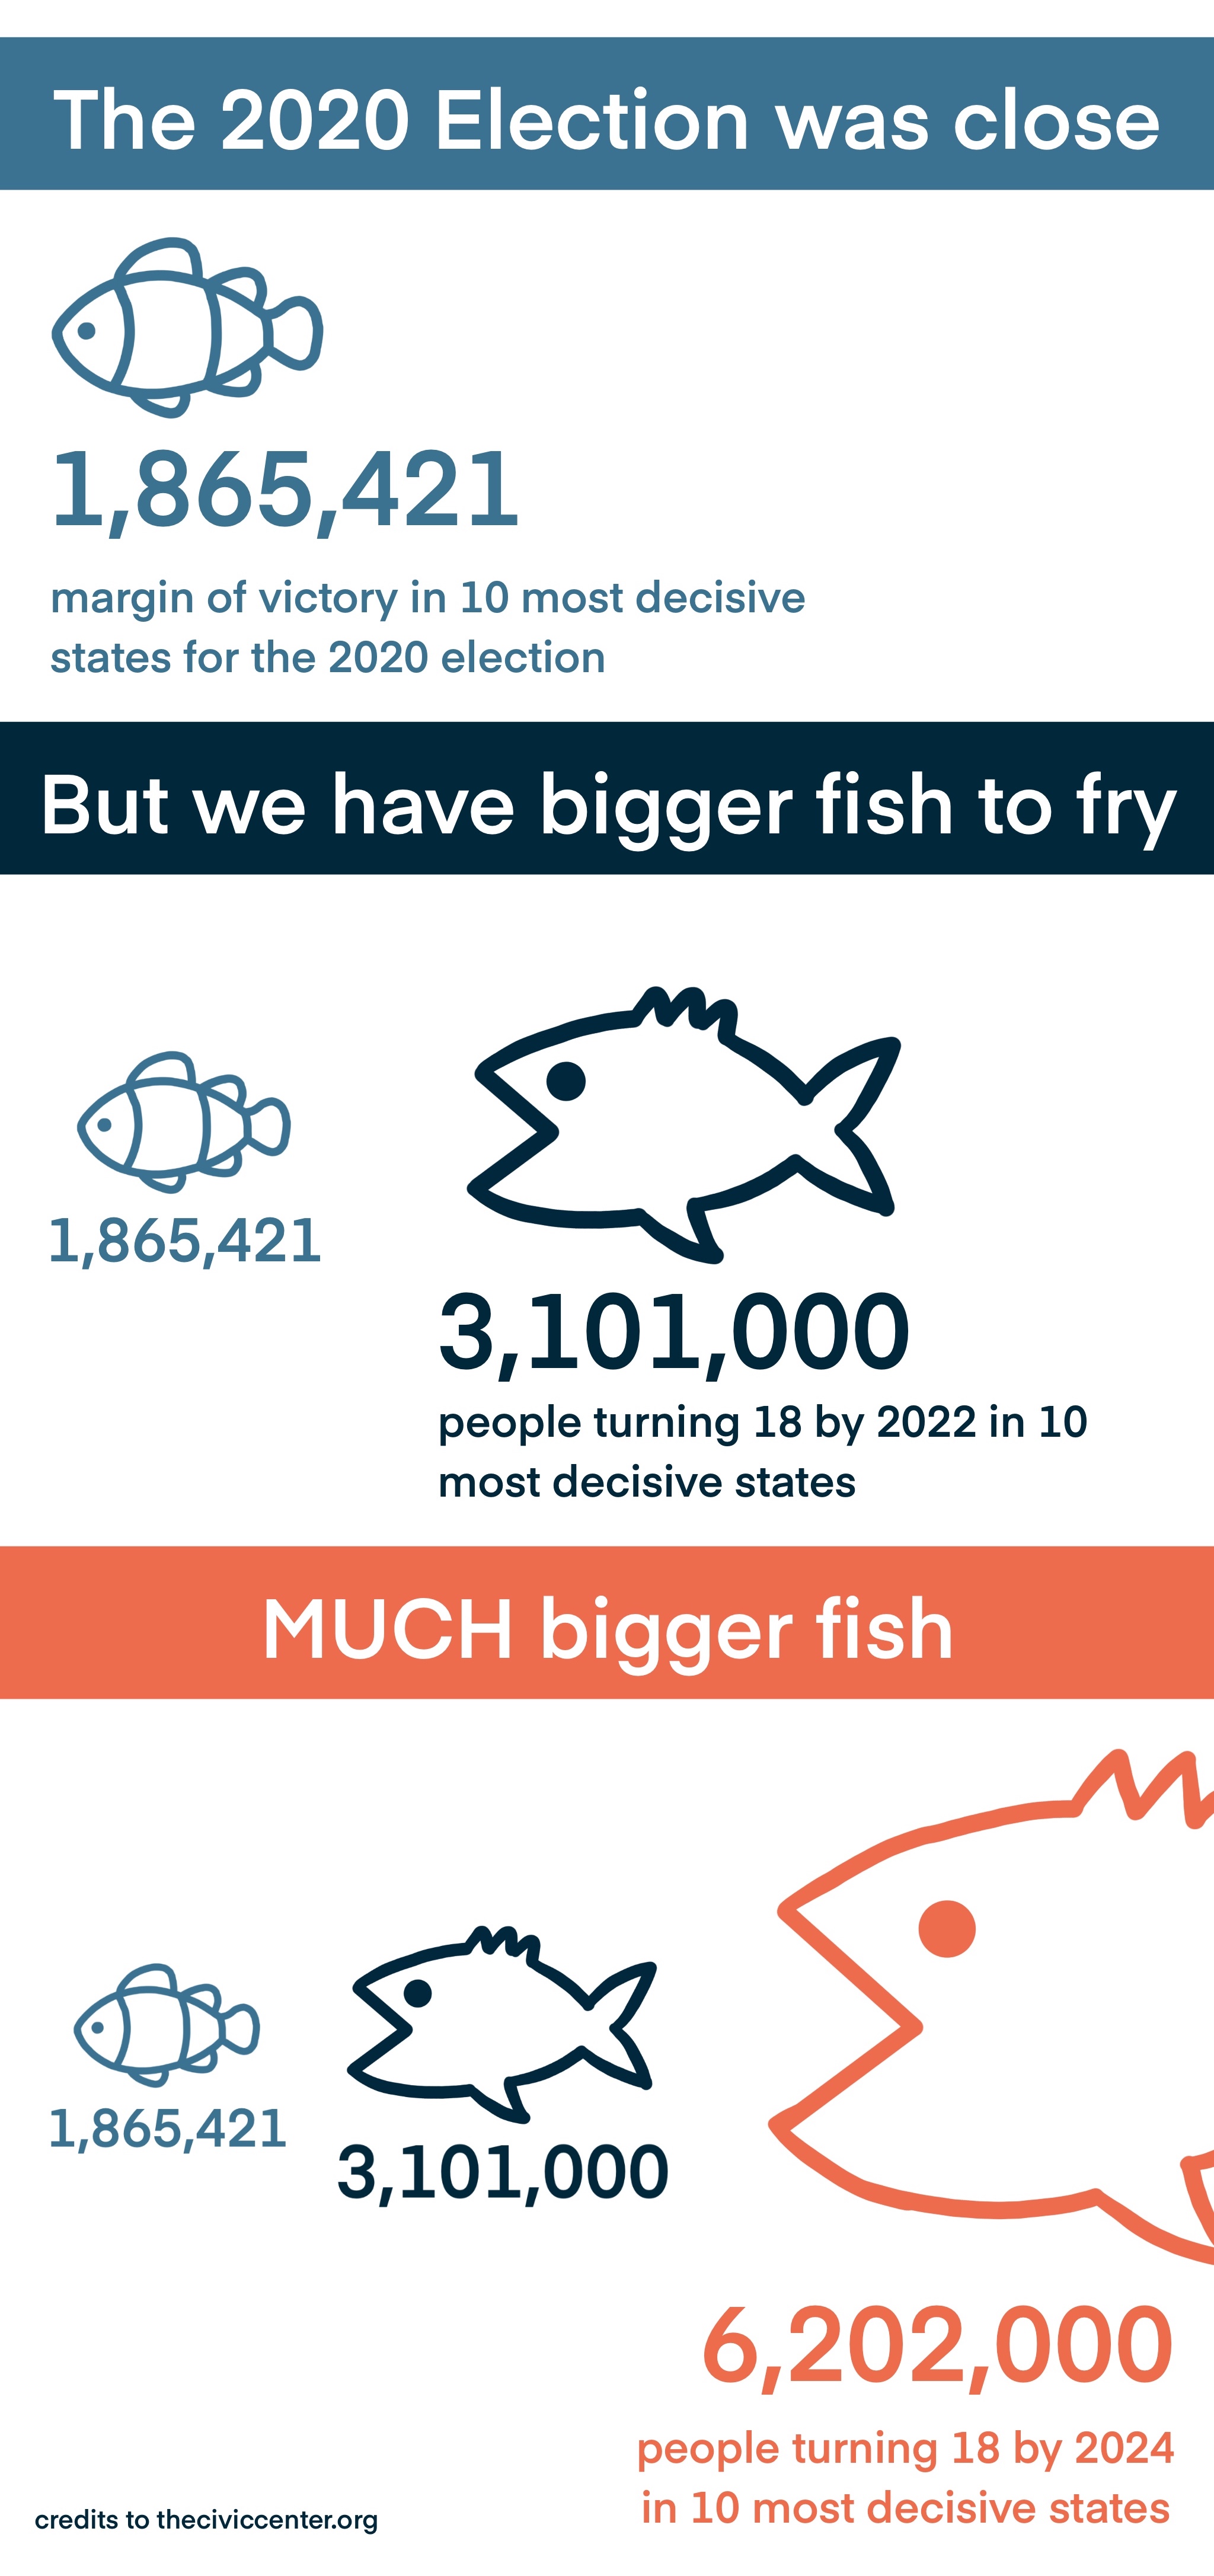 The 2020 Election was close
1,865,421
margin of victory in 10 most decisive
states for the 2020 election
But we have bigger fish to fry
1,865,421
3,101,000
people turning 18 by 2022 in 10
most decisive states
MUCH bigger fish
1,865,421
3,101,000
6,202,000
people turning 18 by 2024
in 10 most decisive states
credits to theciviccenter.org